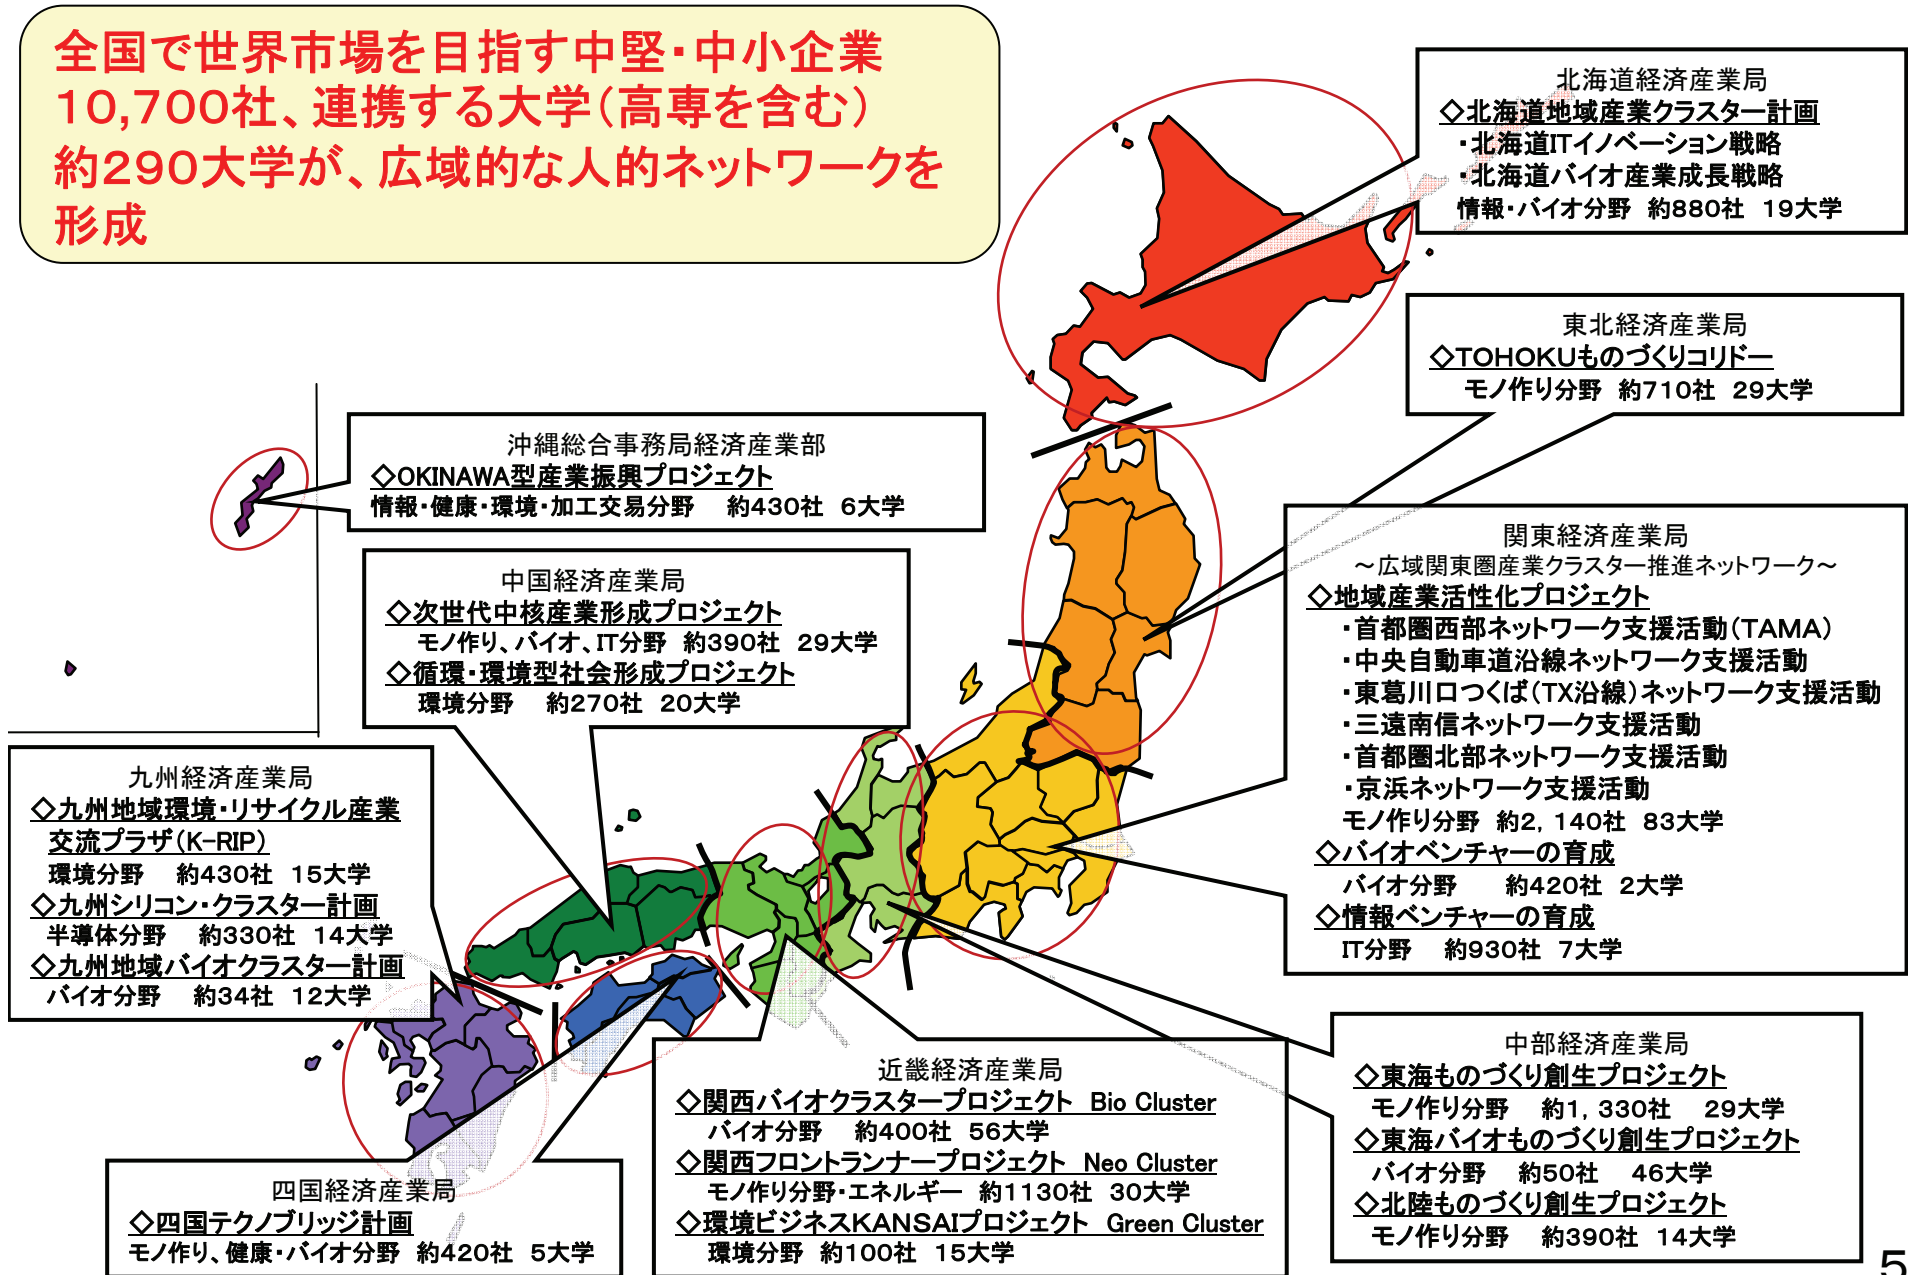 全国で世界市場を目指す中堅・中小企業
10,700社、連携する大学（高専を含む）
約290大学が、広域的な人的ネットワークを
形成
北海道経済産業局
◇北海道地域産業クラスター計画
・北海道ITイノベーション戦略
・北海道バイオ産業成長戦略
情報・バイオ分野 約880社 19大学
東北経済産業局
◇TOHOKUものづくりコリドー
モノ作り分野 約710社 29大学
沖縄総合事務局経済産業部
◇OKINAWA型産業振興プロジェクト
情報・健康・環境・加工交易分野 約430社 6大学
中国経済産業局
◇次世代中核産業形成プロジェクト
モノ作り、バイオ、IT分野 約390社 29大学
◇循環・環境型社会形成プロジェクト
環境分野 約270社 20大学
関東経済産業局
～広域関東圏産業クラスター推進ネットワーク～
◇地域産業活性化プロジェクト
・首都圏西部ネットワーク支援活動（TAMA）
・中央自動車道沿線ネットワーク支援活動
・東葛川口つくば（TX沿線）ネットワーク支援活動
・三遠南信ネットワーク支援活動
・首都圏北部ネットワーク支援活動
・京浜ネットワーク支援活動
モノ作り分野 約2，140社 83大学
◇バイオベンチャーの育成
バイオ分野 約420社 2大学
◇情報ベンチャーの育成
IT分野 約930社 7大学
九州経済産業局
◇九州地域環境・リサイクル産業
交流プラザ（K-RIP）
環境分野 約430社 15大学
◇九州シリコン・クラスター計画
半導体分野 約330社 14大学
◇九州地域バイオクラスター計画
バイオ分野 約34社 12大学
四国経済産業局
◇四国テクノブリッジ計画
モノ作り、健康・バイオ分野 約420社 5大学
近畿経済産業局
◇関西バイオクラスタープロジェクト Bio Cluster
バイオ分野 約400社 56大学
◇関西フロントランナープロジェクト Neo Cluster
モノ作り分野・エネルギー 約1130社 30大学
◇環境ビジネスKANSAIプロジェクト Green Cluster
環境分野 約100社 15大学
中部経済産業局
◇東海ものづくり創生プロジェクト
モノ作り分野 約1，330社 29大学
◇東海バイオものづくり創生プロジェクト
バイオ分野 約50社 46大学
◇北陸ものづくり創生プロジェクト
モノ作り分野 約390社 14大学
5